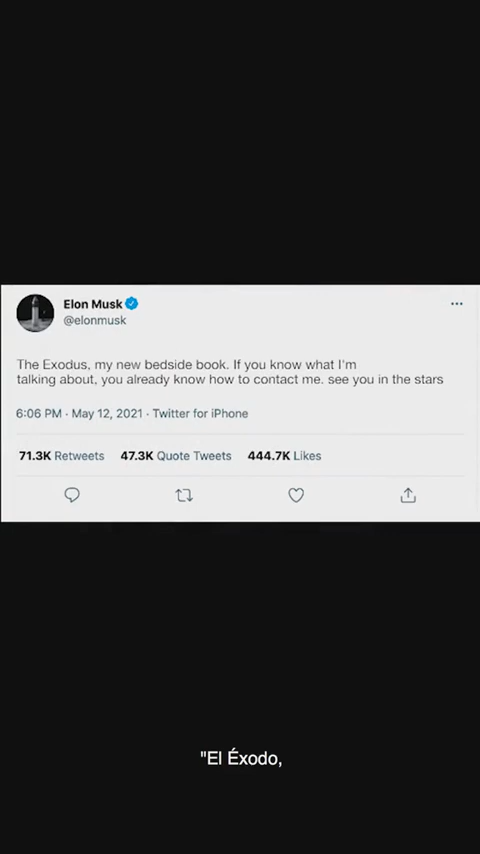 Elon Musk
@elonmusk
The Exodus, my new bedside book. If you know what I'm
talking about, you already know how to contact me. see you in the stars
6:06 PM · May 12, 2021 · Twitter for iPhone
71.3K Retweets 47.3K Quote Tweets 444.7K Likes
"El Éxodo,